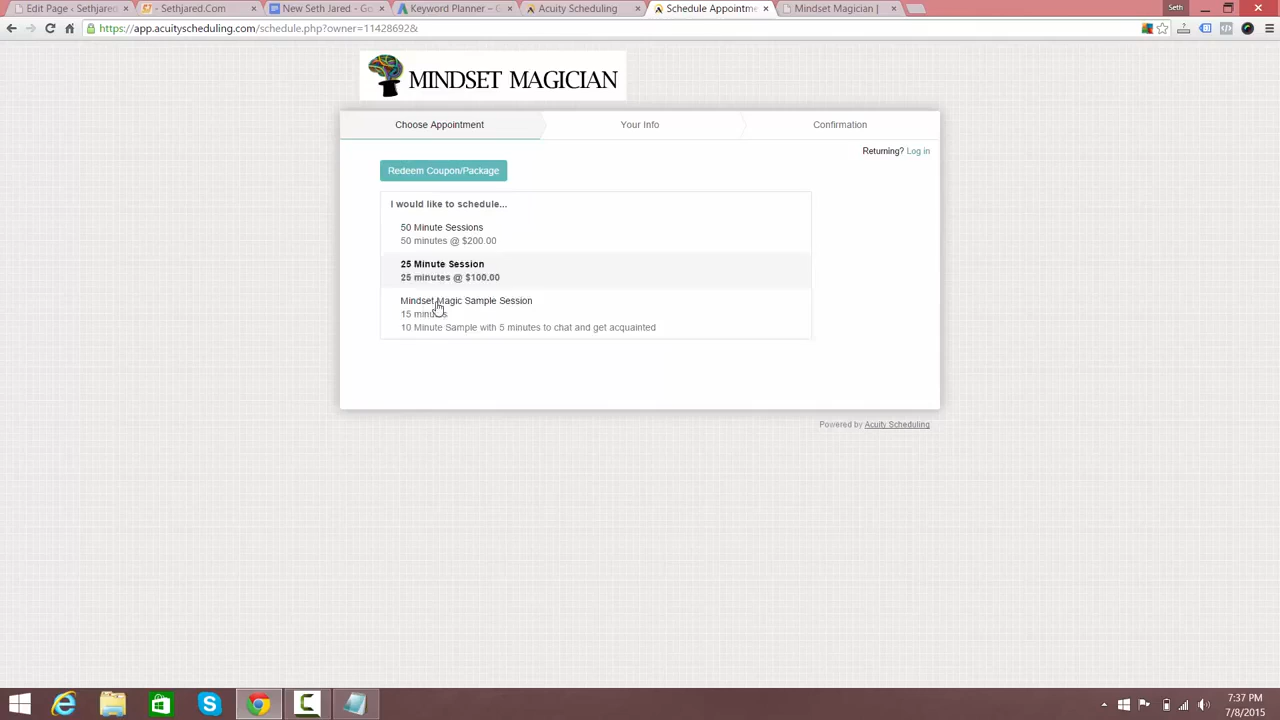 Edit Page ‹ Sethjared
- Sethjared.Com
New Seth Jared - Go
Keyword Planner –
Acuity Scheduling
Schedule Appointm
Mindset Magician |
Seth
https://app.acuityscheduling.com/schedule.php?owner=11428692&
MINDSET MAGICIAN
Choose Appointment
Your Info
Confirmation
Returning? Log in
Redeem Coupon/Package
I would like to schedule...
50 Minute Sessions
50 minutes @ $200.00
25 Minute Session
25 minutes @ $100.00
Mindset Magic Sample Session
15 minutes
10 Minute Sample with 5 minutes to chat and get acquainted
Powered by Acuity Scheduling
7:37 PM
7/8/2015